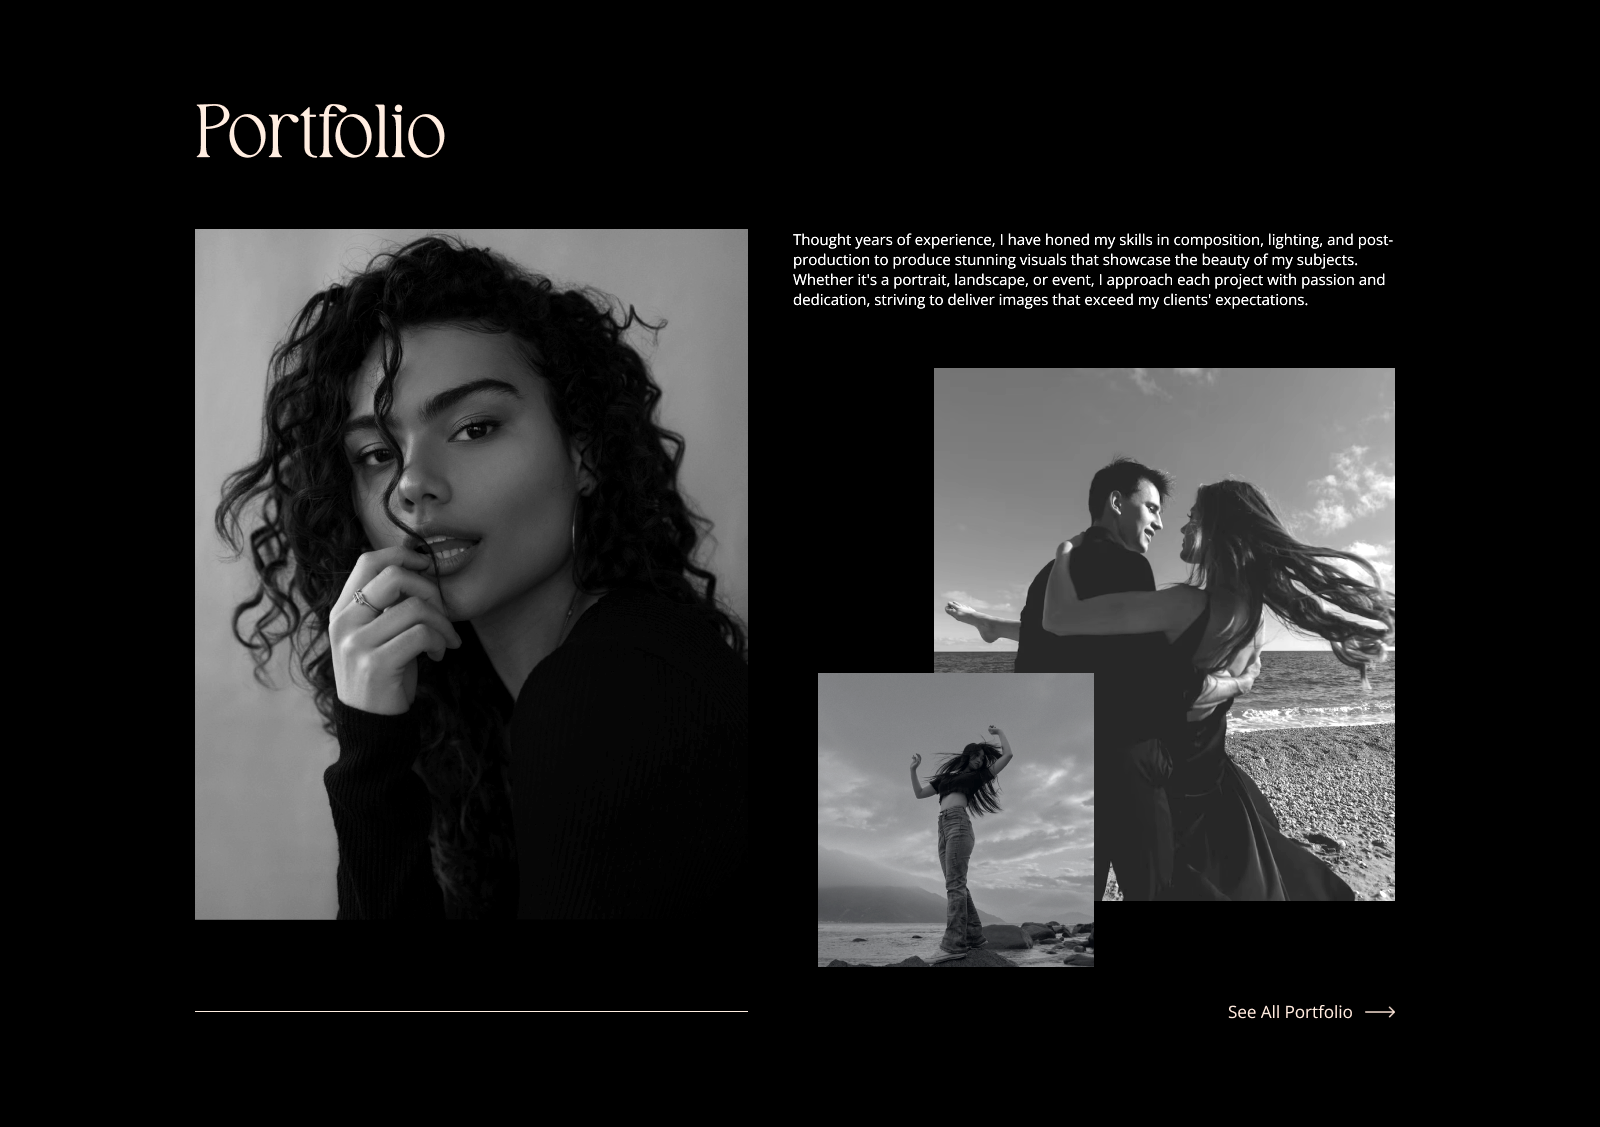 Portfolio
Thought years of experience, I have honed my skills in composition, lighting, and post-
production to produce stunning visuals that showcase the beauty of my subjects.
Whether it's a portrait, landscape, or event, I approach each project with passion and
dedication, striving to deliver images that exceed my clients' expectations.
See All Portfolio